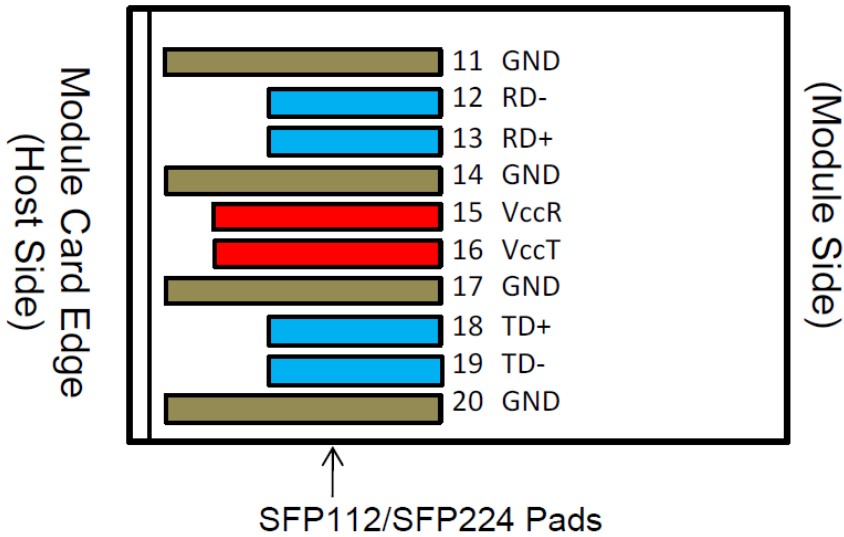 Module Card Edge
(Host Side)
11 GND
12 RD-
13 RD+
14 GND
15 VccR
16 VccT
17 GND
18 TD+
19 TD-
20 GND
(Module Side)
SFP112/SFP224 Pads